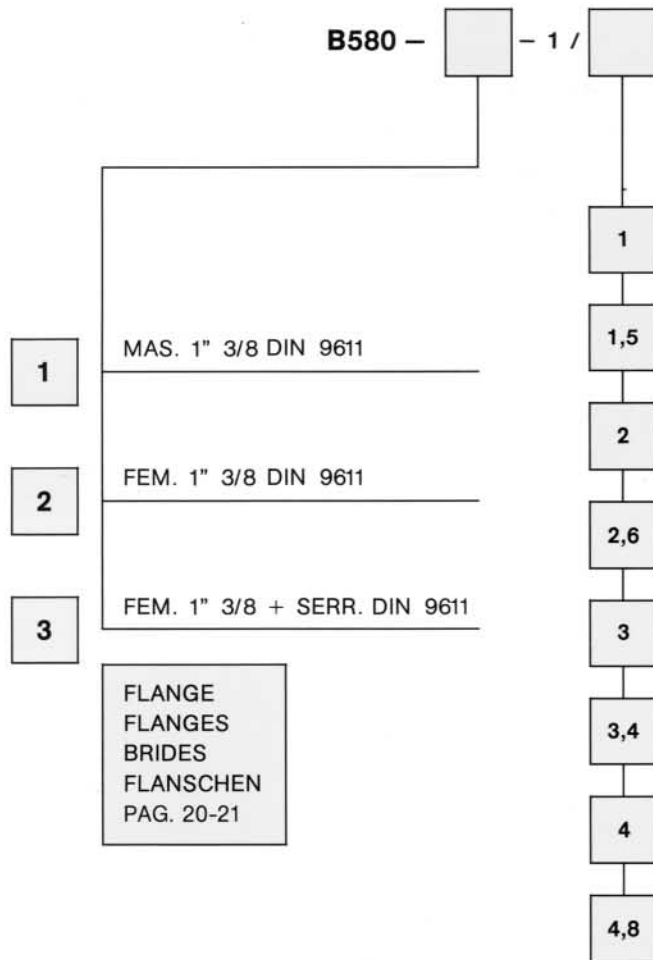 B580 – – 1 /
1
1,5
1
MAS. 1" 3/8 DIN 9611
2
2
FEM. 1" 3/8 DIN 9611
2,6
3
FEM. 1" 3/8 + SERR. DIN 9611
3
FLANGE
FLANGES
BRIDES
FLANSCHEN
PAG. 20-21
3,4
4
4,8